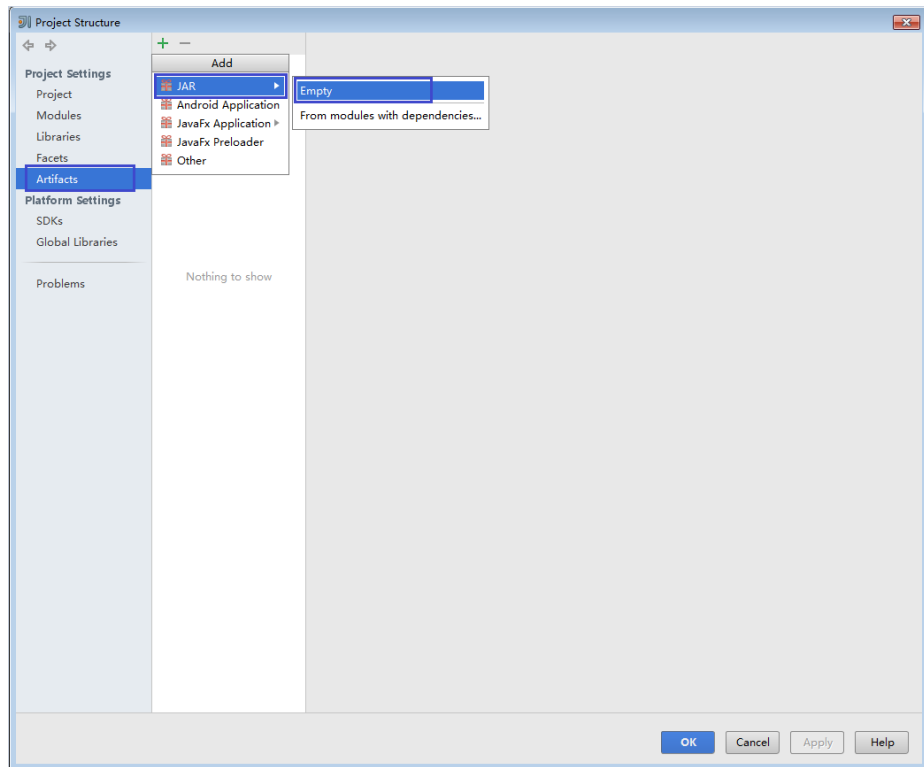 Project Structure
Project Settings
Project
Modules
Libraries
Facets
Artifacts
Platform Settings
SDKs
Global Libraries
Problems
Add
JAR
Android Application
JavaFx Application
JavaFx Preloader
Other
Empty
From modules with dependencies...
Nothing to show
OK
Cancel
Apply
Help